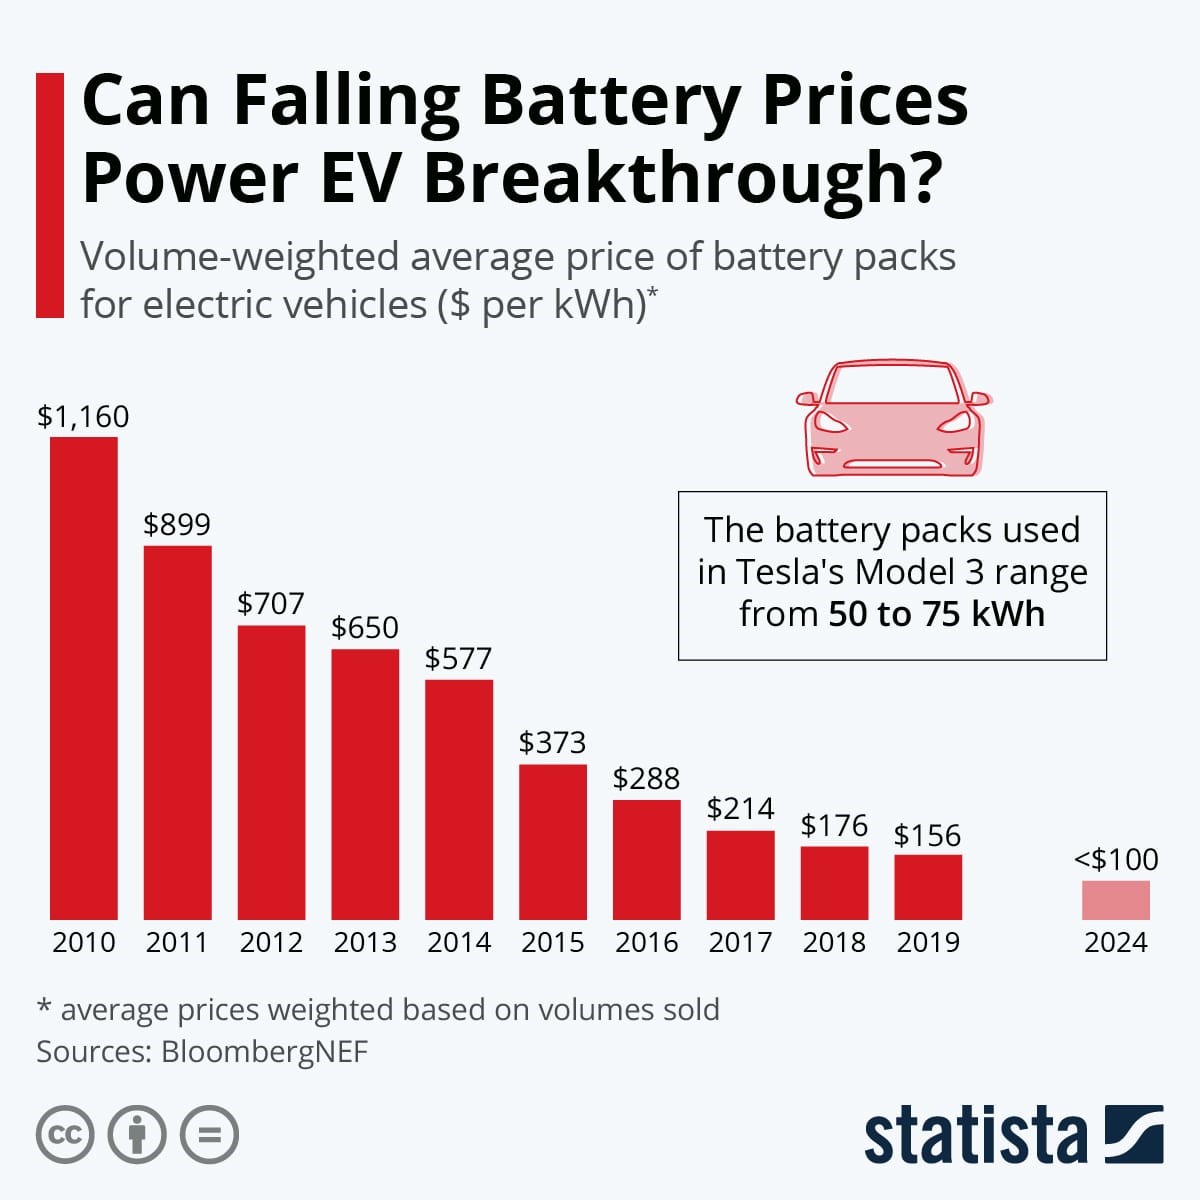 Can Falling Battery Prices
Power EV Breakthrough?
Volume-weighted average price of battery packs
for electric vehicles ($ per kWh)*
The battery packs used
in Tesla's Model 3 range
from 50 to 75 kWh
$1,160
$899
$707
$650
$577
$373
$288
$214
$176
$156
<$100
2010 2011 2012 2013 2014 2015 2016 2017 2018 2019 2024
* average prices weighted based on volumes sold
Sources: BloombergNEF
cc
=
statista